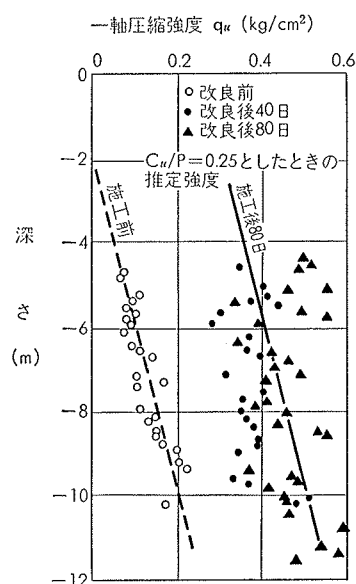 一軸圧縮強度 qu (kg/cm²)
0 0.2 0.4 0.6
0
○改良前
●改良後40日
▲改良後80日
Cu/P=0.25としたときの
推定強度
施工前
施工後80日
深さ(m)
−2
−4
−6
−8
−10
−12